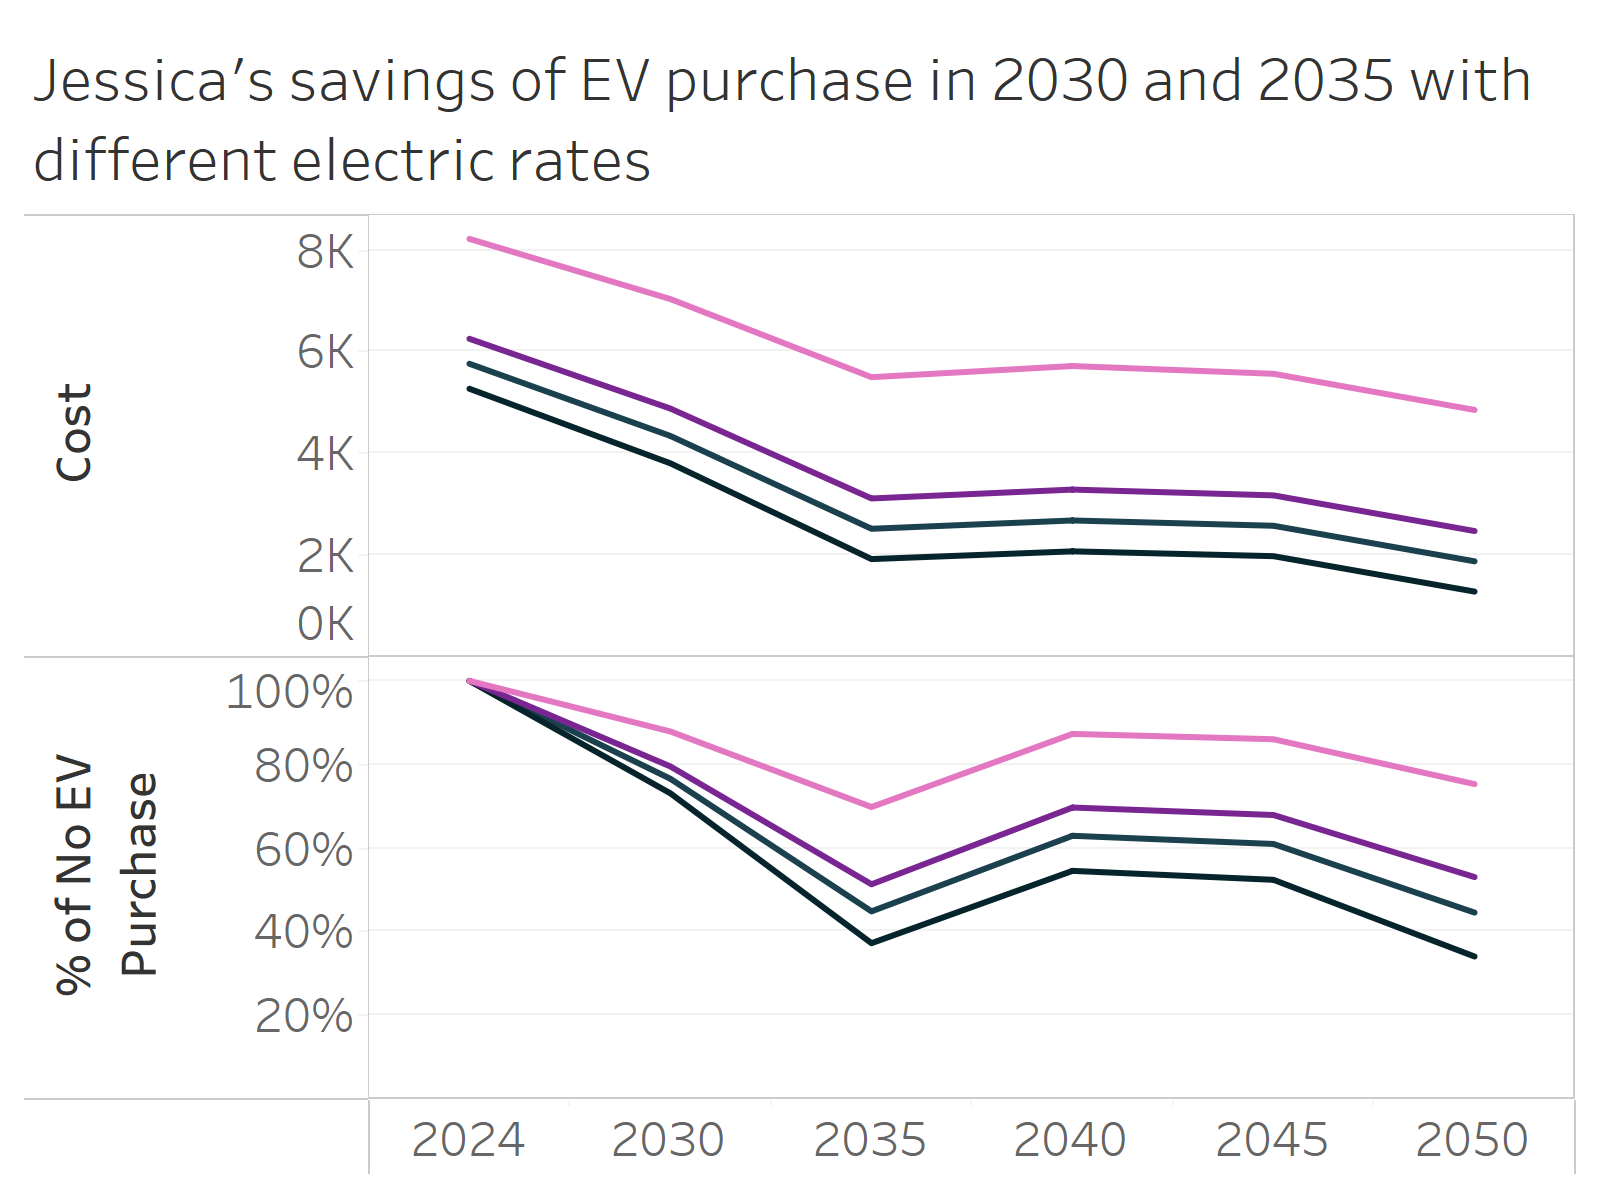 Jessica's savings of EV purchase in 2030 and 2035 with
different electric rates
Cost
8K
6K
4K
2K
0K
% of No EV
Purchase
100%
80%
60%
40%
20%
2024 2030 2035 2040 2045 2050